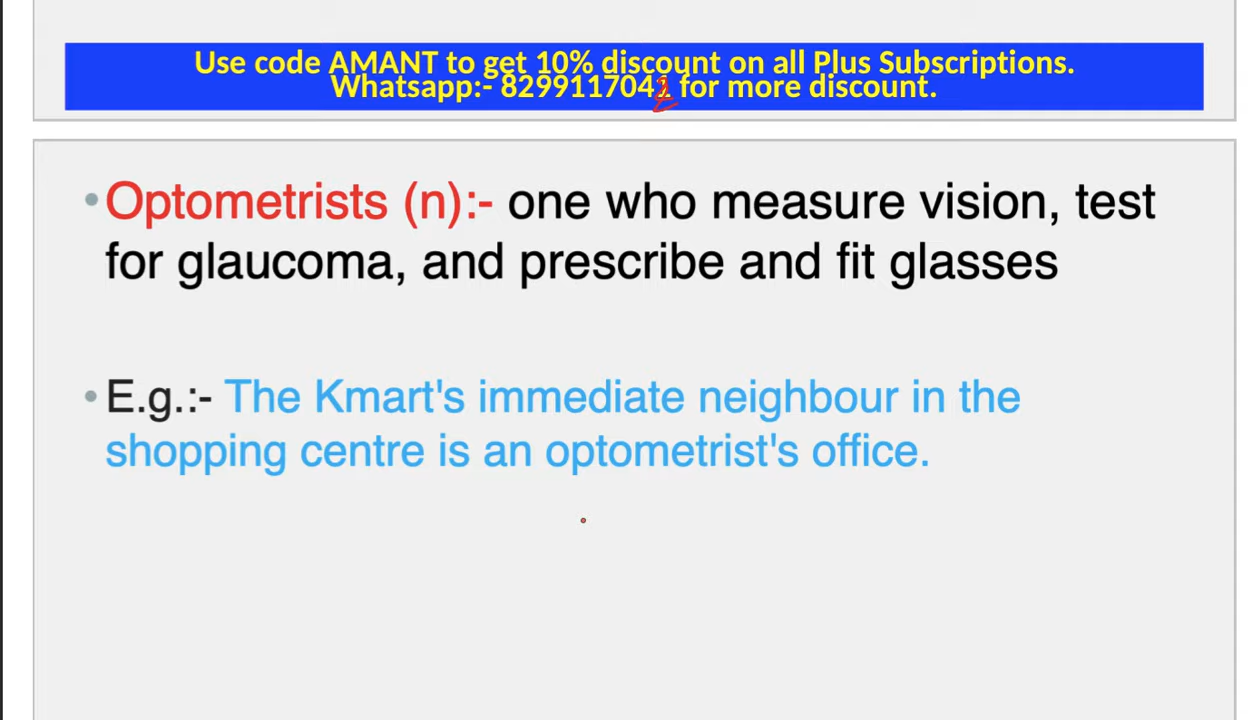 Use code AMANT to get 10% discount on all Plus Subscriptions.
Whatsapp:- 829911704 for more discount.
•Optometrists (n):- one who measure vision, test
for glaucoma, and prescribe and fit glasses
•E.g.:- The Kmart's immediate neighbour in the
shopping centre is an optometrist's office.